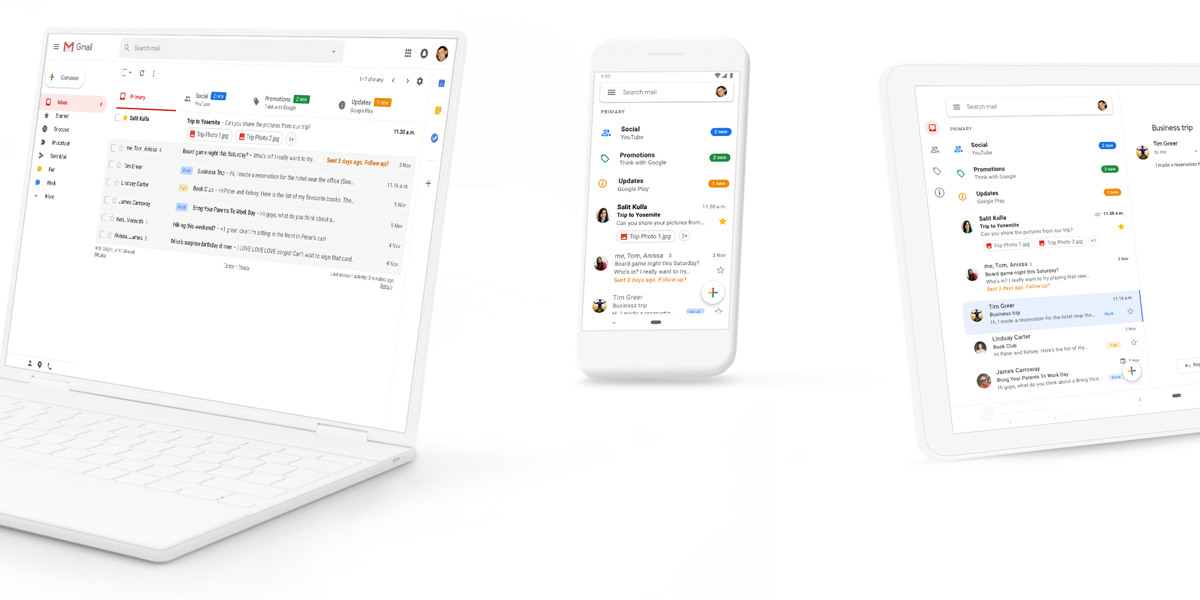 Gmail
Search mail
Compose
1–7 of many
Inbox
Starred
Snoozed
Important
Sent Mail
Fun
Work
More
Primary
Social 2 new
YouTube
Promotions 2 new
Think with Google
Updates 1 new
Google Play
Salit Kulla
Trip to Yosemite – Can you share the pictures from our trip?
11.30 a.m.
Trip Photo 1.jpg
Trip Photo 2.jpg
me, Tom, Anissa 4
Board game night this Saturday? – Who's in? I really want to try...
Sent 3 days ago. Follow up?
3 Nov
Tim Greer
Work
Business Trip – Hi, I made a reservation for the hotel near the office (See...
11.16 a.m.
Lindsay Carter
Fun
Book Club – Hi Peter and Kelsey. Here is the list of my favourite books: The...
5 Nov
James Carroway
Work
Bring Your Parents To Work Day – Hi guys, what do you think about a...
5 Nov
Hiking this weekend? – +1 great idea! I'm sitting in the front in Peter's car!
4 Nov
Mike's surprise birthday dinner – I LOVE LOVE LOVE corgis! Can't wait to sign that card.
4 Nov
Last account activity: 0 minutes ago
Details
9:00
Search mail
PRIMARY
Social
YouTube
2 new
Promotions
Think with Google
2 new
Updates
Google Play
1 new
Salit Kulla
11.30 a.m.
Trip to Yosemite
Can you share your pictures from...
Trip Photo 1.jpg
2+
me, Tom, Anissa 3
3 Nov
Board game night this Saturday?
Who's in? I really want to try...
Sent 3 days ago. Follow up?
Tim Greer
Business trip
Hi, I made a reservatio
Work
Search mail
PRIMARY
Social
YouTube
2 new
Promotions
Think with Google
2 new
Updates
Google Play
1 new
Salit Kulla
11.30 a.m.
Trip to Yosemite
Can you share the pictures from our trip?
Trip Photo 1.jpg
Trip Photo 2.jpg
+1
me, Tom, Anissa 3
3 Nov
Board game night this Saturday?
Who's in? I really want to try playing that new...
Sent 3 days ago. Follow up?
Tim Greer
11.16 a.m.
Business trip
Hi, I made a reservation for the hotel near the...
Work
Lindsay Carter
5 Nov
Book Club
Hi Peter and Kelsey. Here's the list of my...
Fun
James Carroway
Bring Your Parents To Work Day
Hi guys, what do you think about a Bring Your...
Work
Business trip
Tim Greer
to me
I made a reservation for the